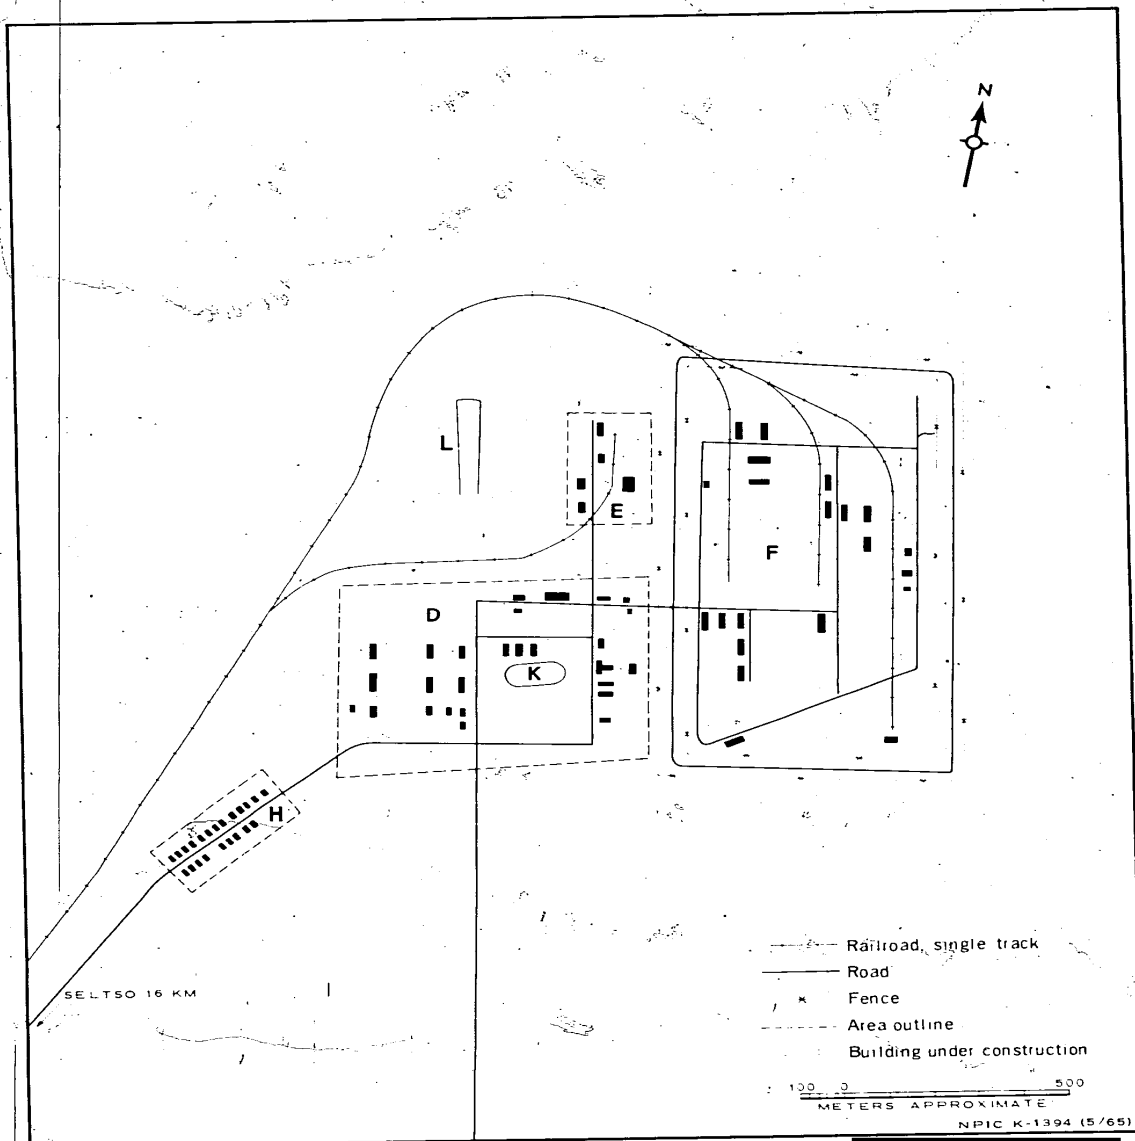 N
L
E
F
D
K
H
SELTSO 16 KM
Railroad, single track
Road
Fence
Area outline
Building under construction
100 0 500
METERS APPROXIMATE
NPIC K-1394 (5/65)